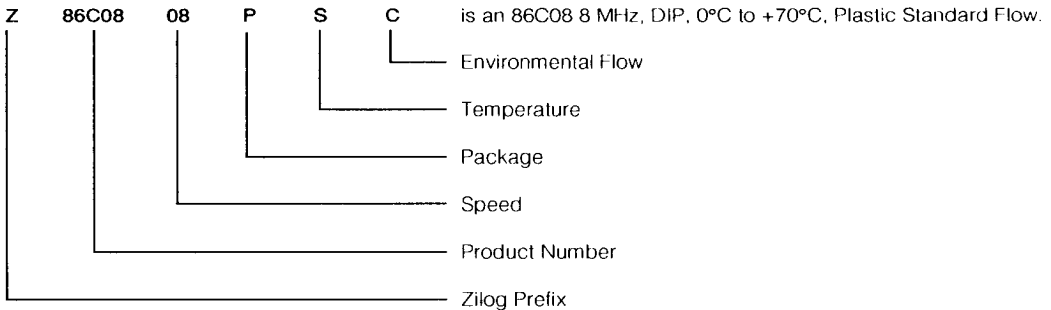 Z 86C08 08 P S C is an 86C08 8 MHz, DIP, 0°C to +70°C, Plastic Standard Flow.
Environmental Flow
Temperature
Package
Speed
Product Number
Zilog Prefix